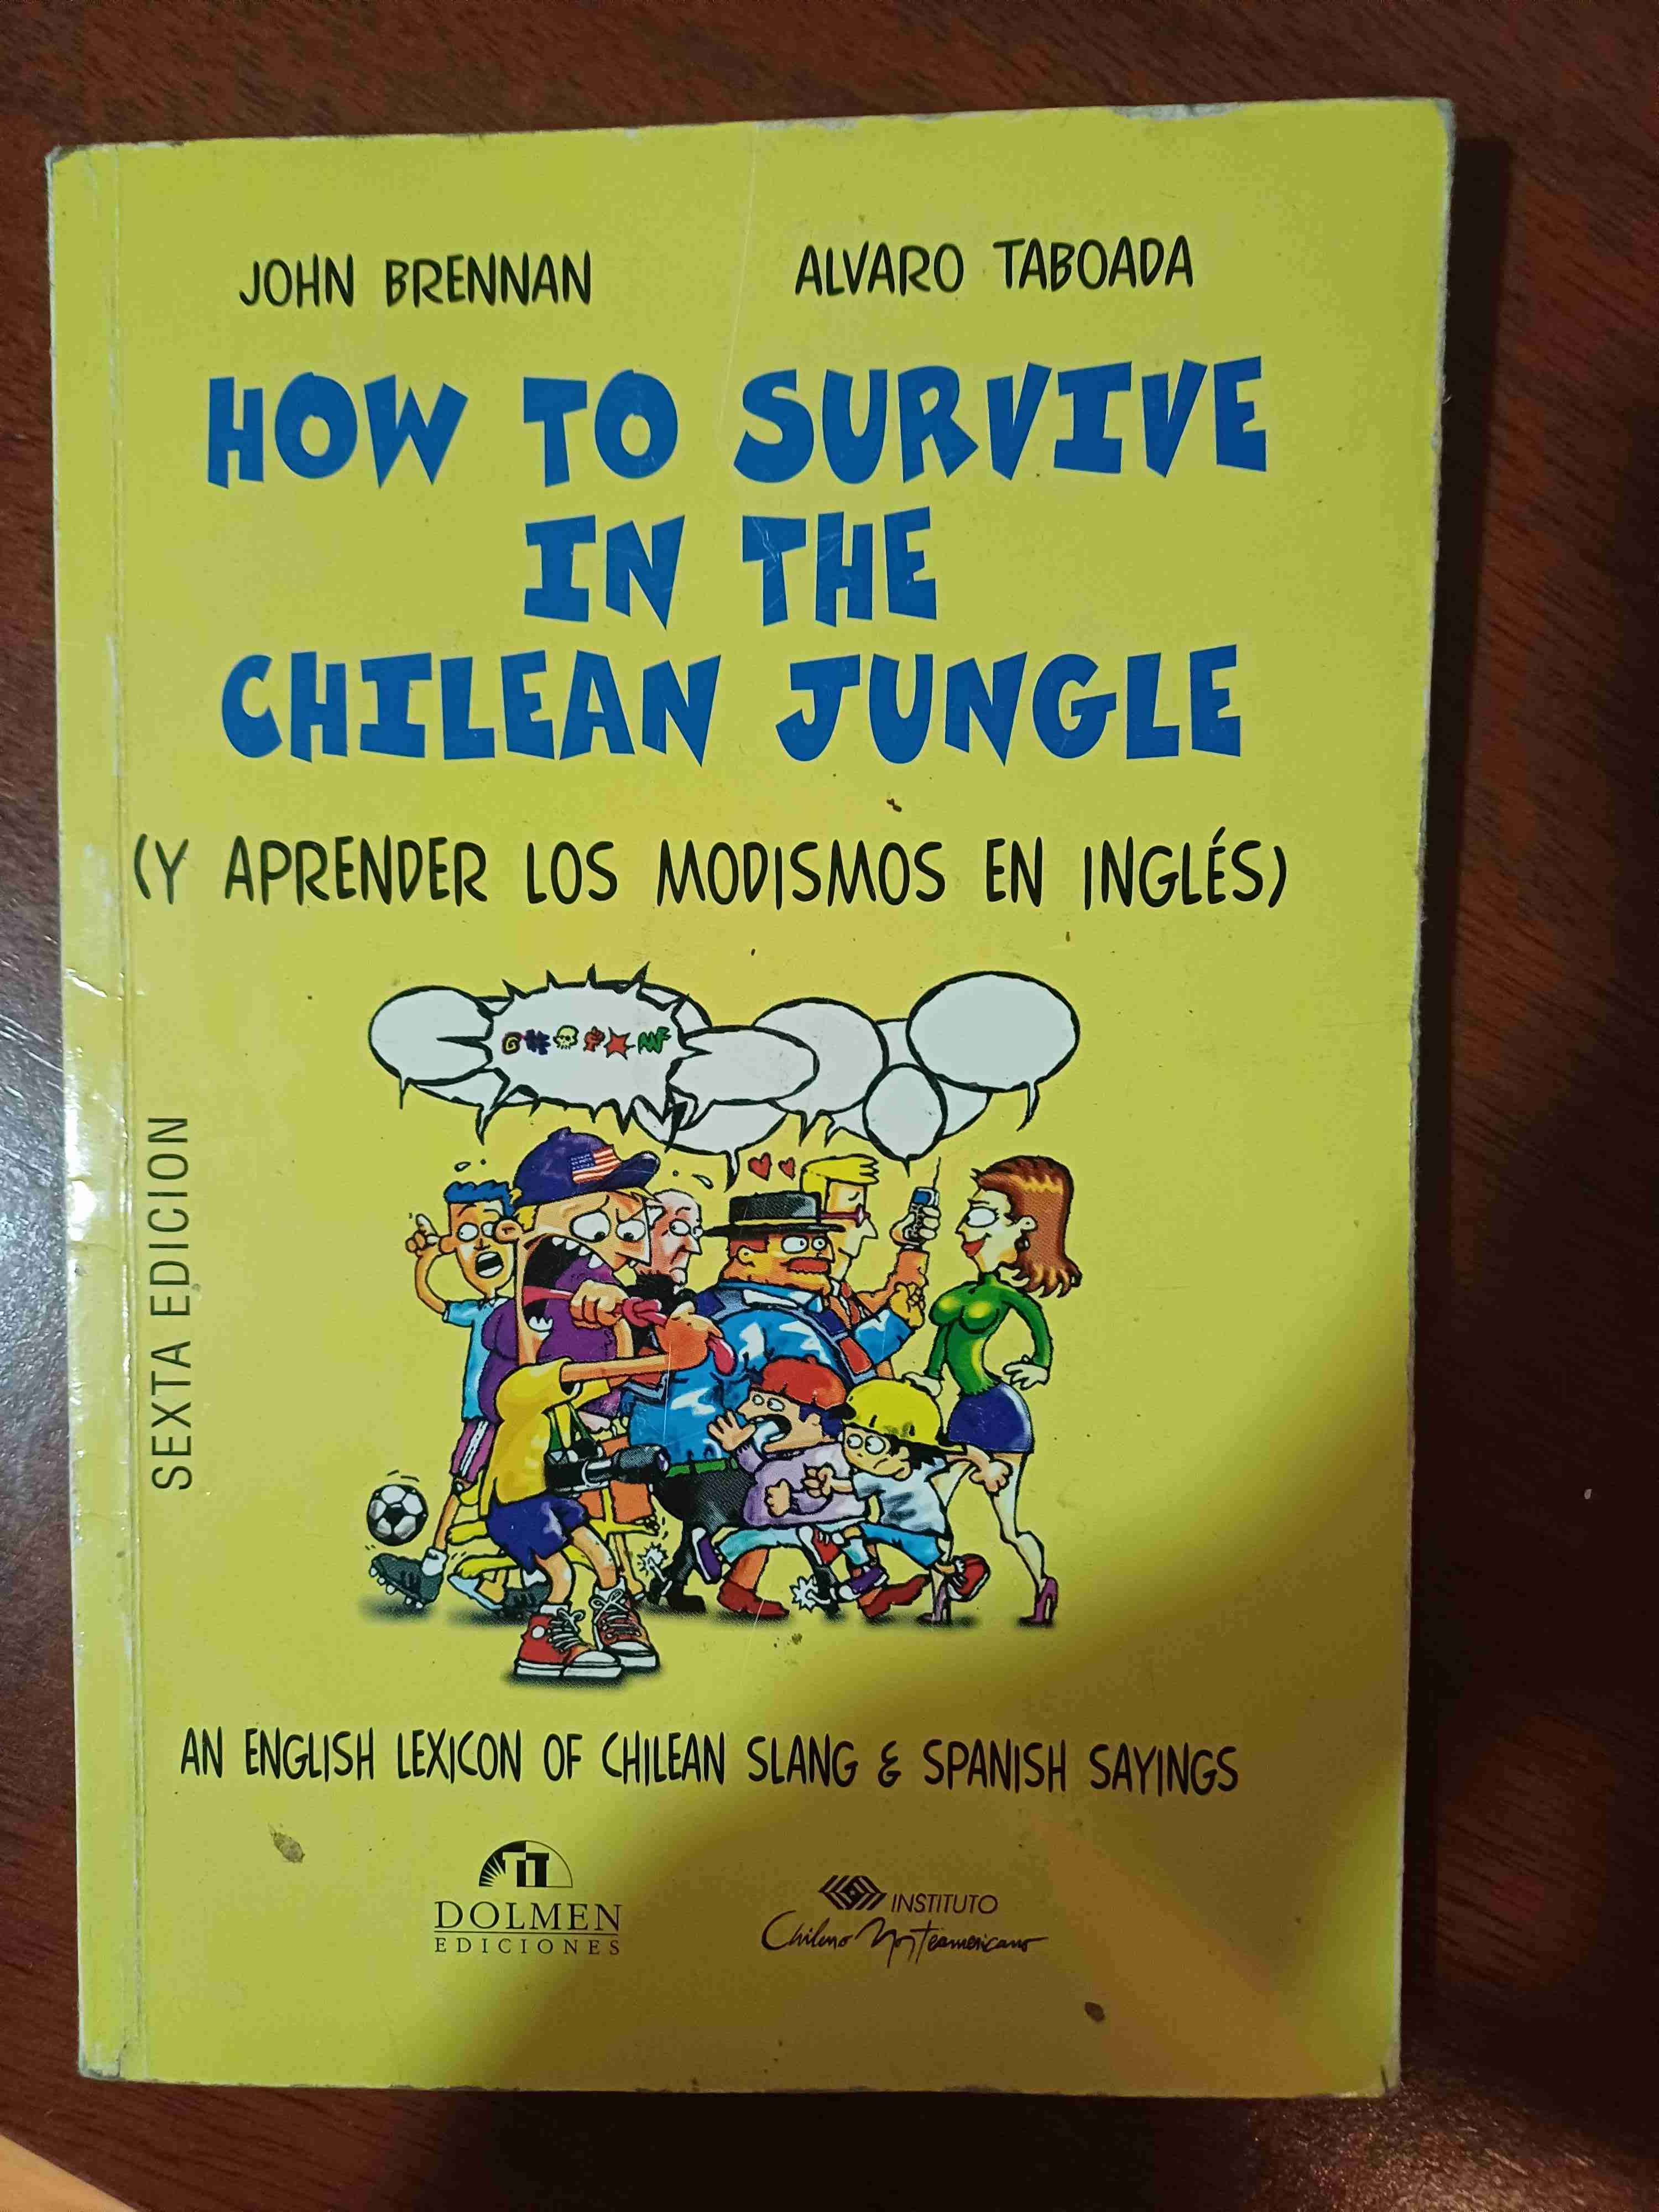 JOHN BRENNAN
ALVARO TABOADA
HOW TO SURVIVE
IN THE
CHILEAN JUNGLE
(Y APRENDER LOS MODISMOS EN INGLÉS)
SEXTA EDICION
AN ENGLISH LEXICON OF CHILEAN SLANG & SPANISH SAYINGS
DOLMEN
EDICIONES
INSTITUTO
Chileno Norteamericano